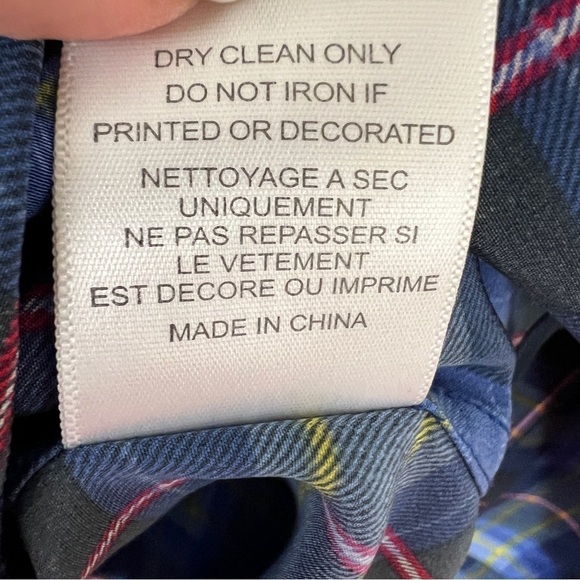 DRY CLEAN ONLY
DO NOT IRON IF
PRINTED OR DECORATED
NETTOYAGE A SEC
UNIQUEMENT
NE PAS REPASSER SI
LE VETEMENT
EST DECORE OU IMPRIME
MADE IN CHINA